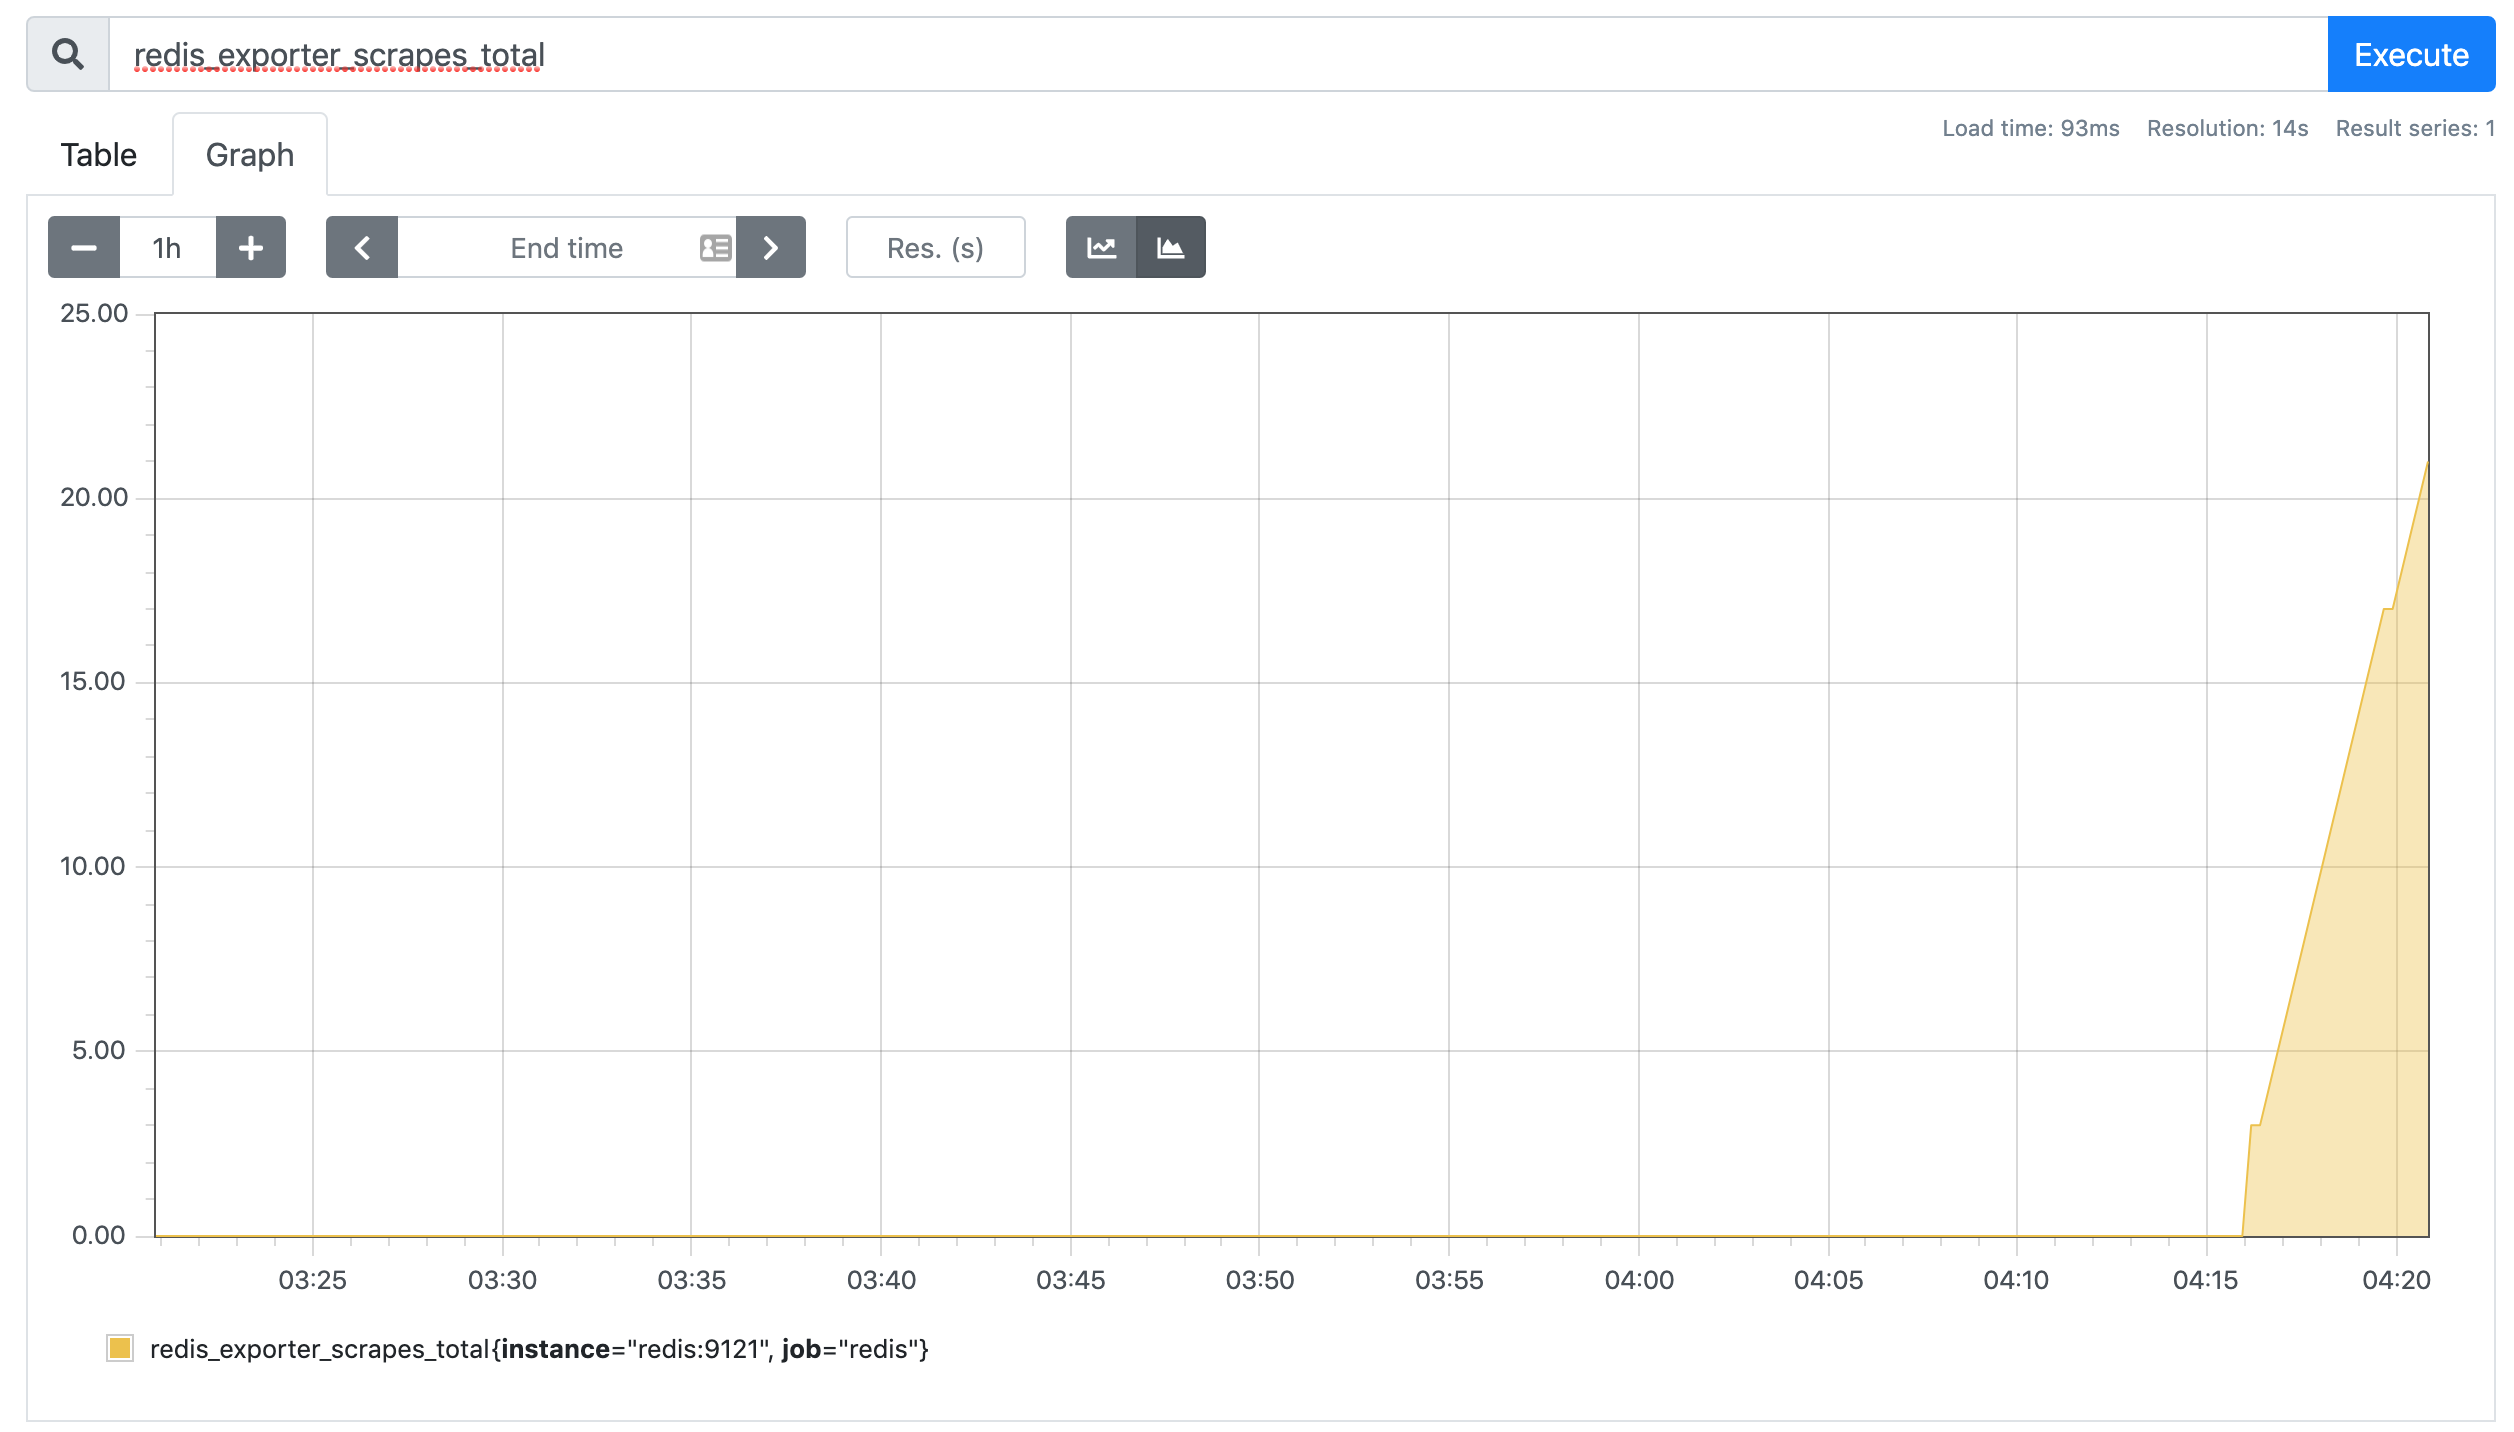 redis_exporter_scrapes_total
Execute
Table
Graph
Load time: 93ms Resolution: 14s Result series: 1
1h
End time
Res. (s)
25.00
20.00
15.00
10.00
5.00
0.00
03:25 03:30 03:35 03:40 03:45 03:50 03:55 04:00 04:05 04:10 04:15 04:20
redis_exporter_scrapes_total{instance="redis:9121", job="redis"}